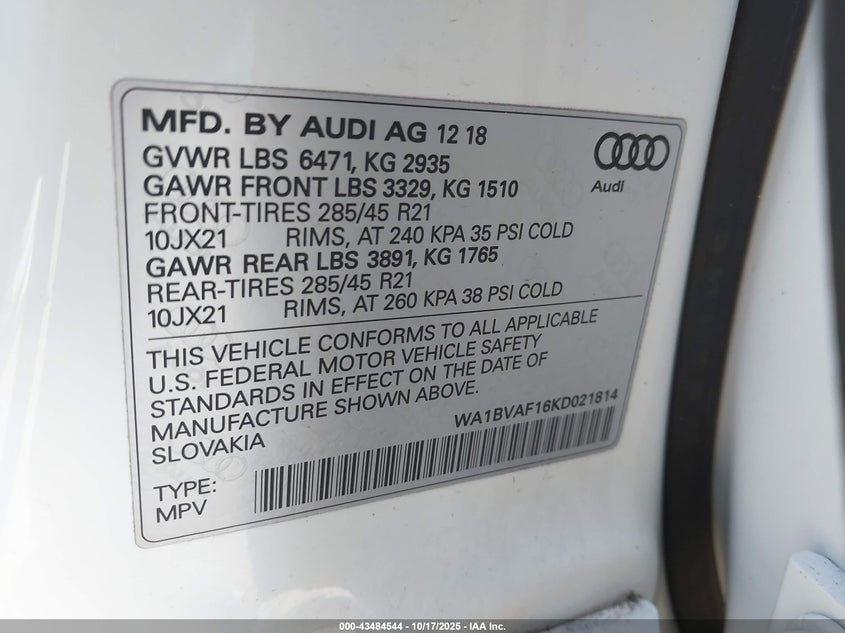 MFD. BY AUDI AG 12 18
GVWR LBS 6471, KG 2935
GAWR FRONT LBS 3329, KG 1510
FRONT-TIRES 285/45 R21
10JX21 RIMS, AT 240 KPA 35 PSI COLD
GAWR REAR LBS 3891, KG 1765
REAR-TIRES 285/45 R21
10JX21 RIMS, AT 260 KPA 38 PSI COLD
Audi
THIS VEHICLE CONFORMS TO ALL APPLICABLE
U.S. FEDERAL MOTOR VEHICLE SAFETY
STANDARDS IN EFFECT ON THE DATE OF
MANUFACTURE SHOWN ABOVE.
SLOVAKIA
WA1BVAF16KD021814
TYPE:
MPV
000-43484544 - 10/17/2025 - IAA Inc.